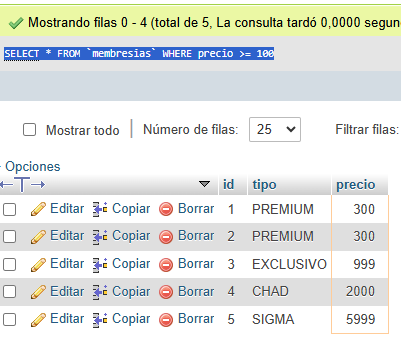 Mostrando filas 0 - 4 (total de 5, La consulta tardó 0,0000 segun
SELECT * FROM `membresias` WHERE precio >= 100
Mostrar todo Número de filas: 25 Filtrar filas:
Opciones
id tipo precio
Editar Copiar Borrar 1 PREMIUM 300
Editar Copiar Borrar 2 PREMIUM 300
Editar Copiar Borrar 3 EXCLUSIVO 999
Editar Copiar Borrar 4 CHAD 2000
Editar Copiar Borrar 5 SIGMA 5999